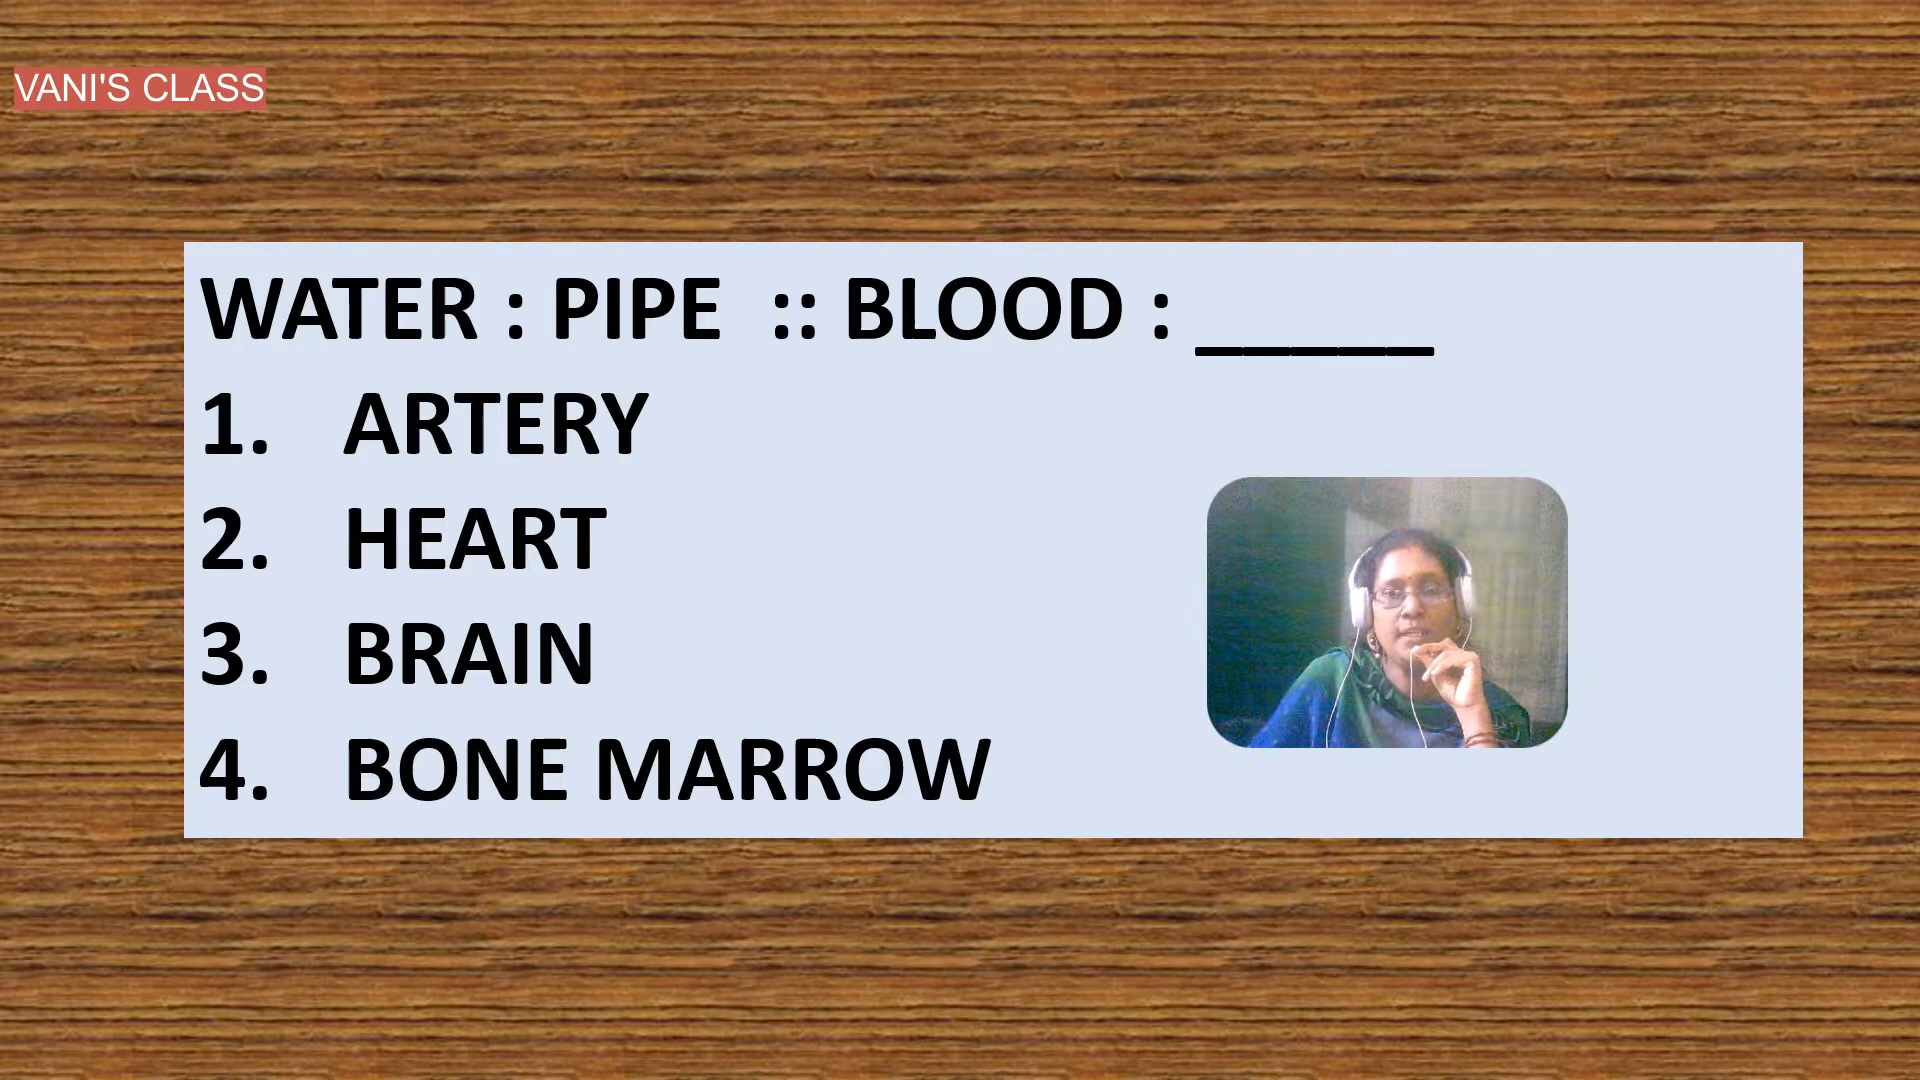 VANI'S CLASS
WATER : PIPE :: BLOOD : _____
1. ARTERY
2. HEART
3. BRAIN
4. BONE MARROW